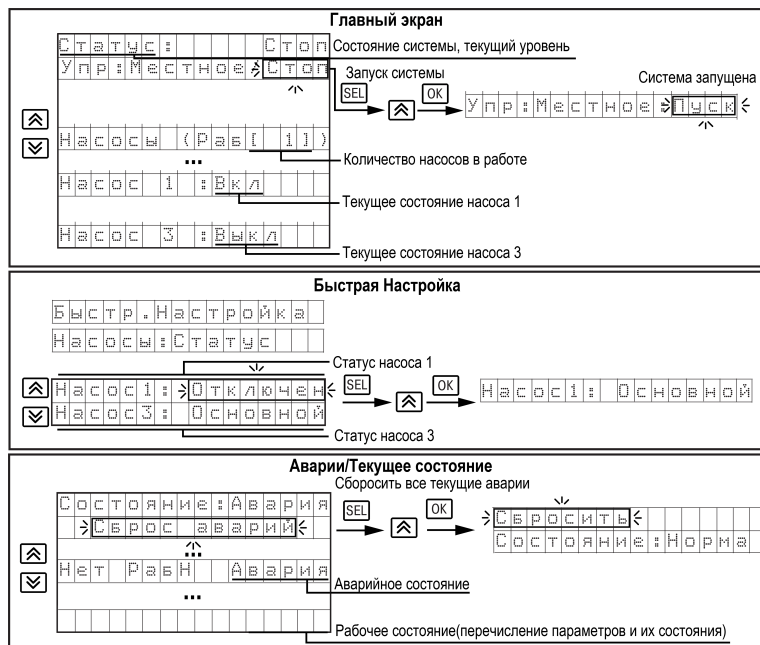 Главный экран
Статус: Стоп
Состояние системы, текущий уровень
Упр:Местное:Стоп
Запуск системы
SEL
OK
Система запущена
Упр:Местное:Пуск
Насосы (Раб[ 1])
Количество насосов в работе
...
Насос 1 :Вкл
Текущее состояние насоса 1
Насос 3 :Выкл
Текущее состояние насоса 3
Быстрая Настройка
Быстр.Настройка
Насосы:Статус
Статус насоса 1
Насос1: Отключен
SEL
OK
Насос1: Основной
Насос3: Основной
Статус насоса 3
Аварии/Текущее состояние
Сбросить все текущие аварии
Состояние:Авария
Сброс аварий
SEL
OK
Сбросить
Состояние:Норма
...
Нет РабН Авария
Аварийное состояние
...
Рабочее состояние(перечисление параметров и их состояния)